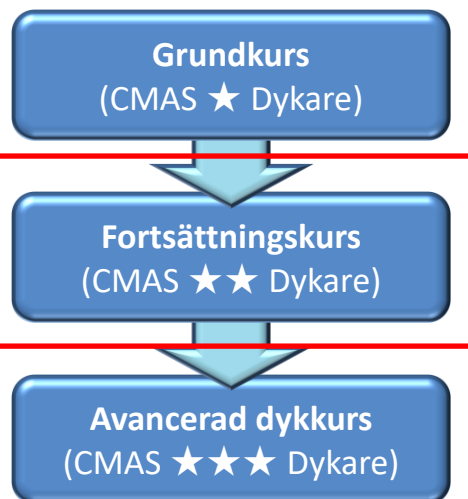 Grundkurs
(CMAS ★ Dykare)
Fortsättningskurs
(CMAS ★★ Dykare)
Avancerad dykkurs
(CMAS ★★★ Dykare)